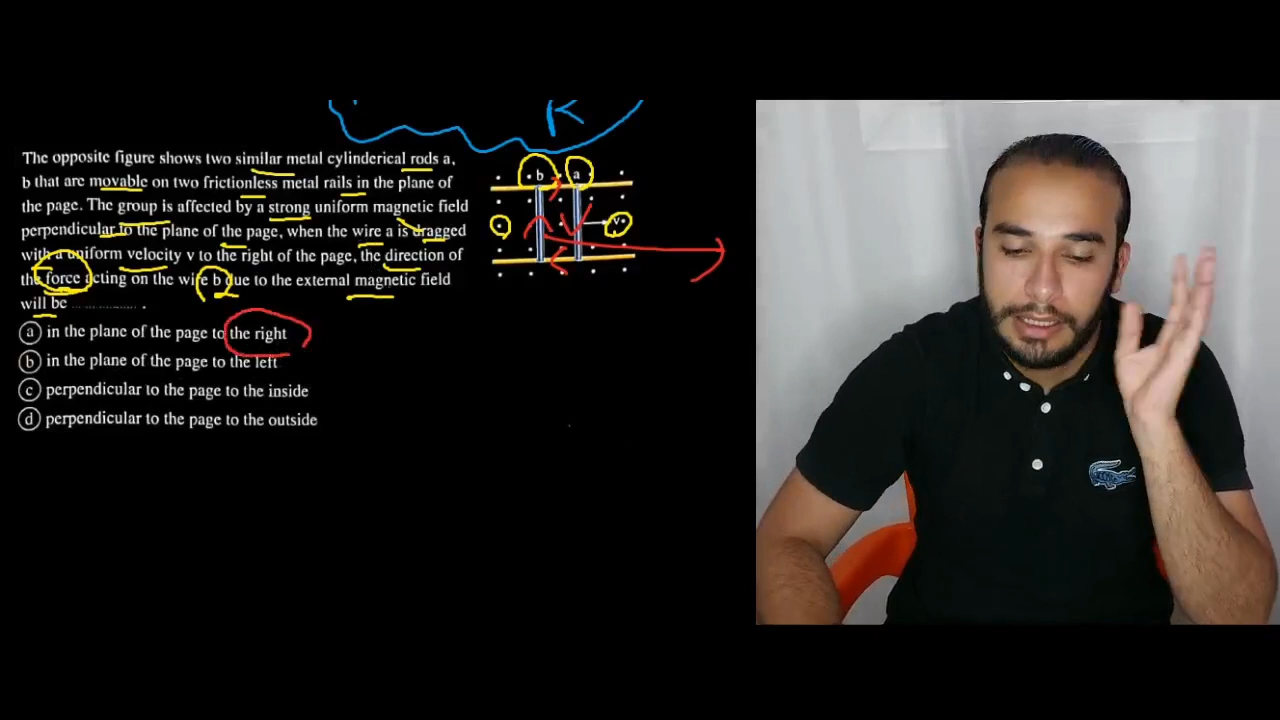 R
The opposite figure shows two similar metal cylinderical rods a,
b that are movable on two frictionless metal rails in the plane of
the page. The group is affected by a strong uniform magnetic field
perpendicular to the plane of the page, when the wire a is dragged
with a uniform velocity v to the right of the page, the direction of
the force acting on the wire b due to the external magnetic field
will be ..............
b a
v
a in the plane of the page to the right
b in the plane of the page to the left
c perpendicular to the page to the inside
d perpendicular to the page to the outside